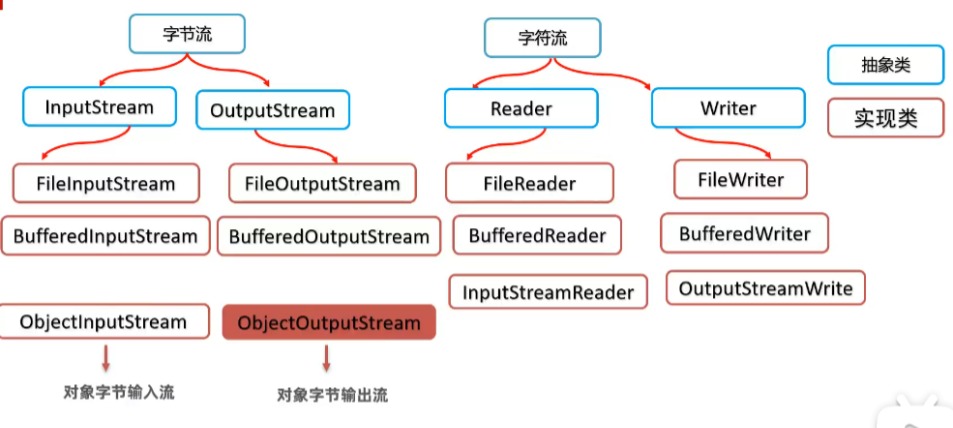 字节流
字符流
抽象类
InputStream
OutputStream
Reader
Writer
实现类
FileInputStream
FileOutputStream
FileReader
FileWriter
BufferedInputStream
BufferedOutputStream
BufferedReader
BufferedWriter
InputStreamReader
OutputStreamWrite
ObjectInputStream
ObjectOutputStream
对象字节输入流
对象字节输出流